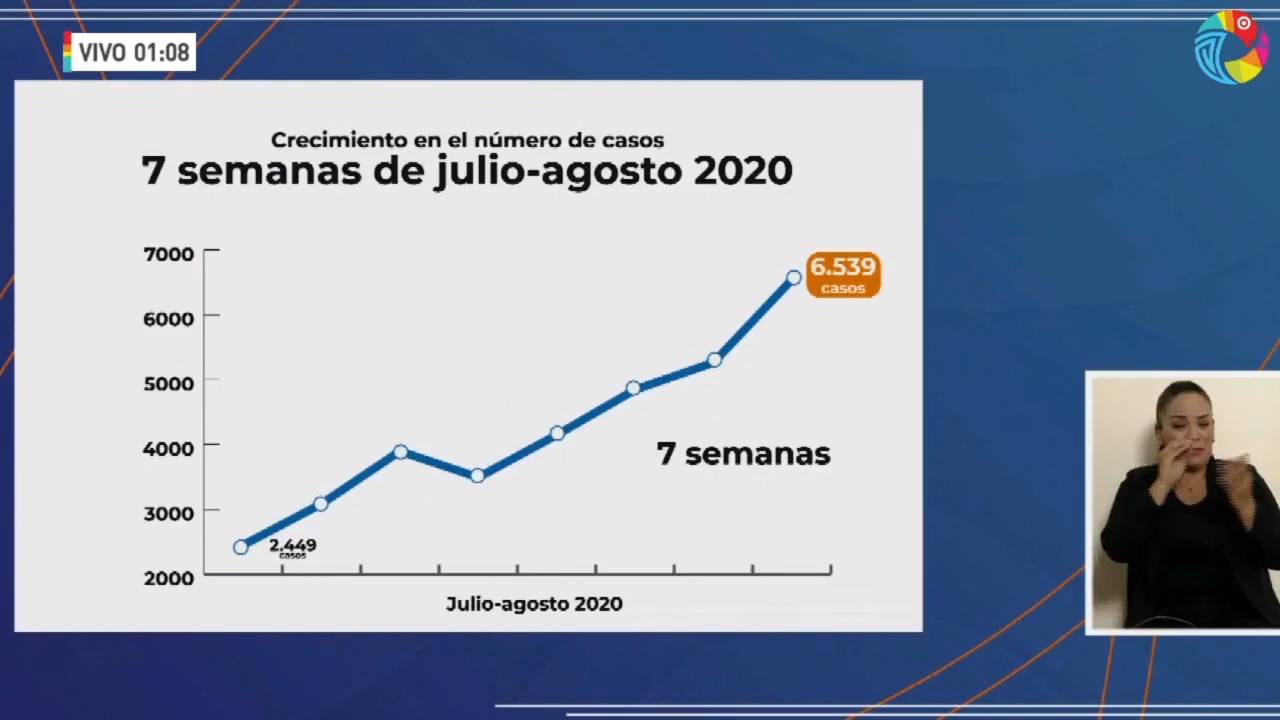 VIVO 01:08
Crecimiento en el número de casos
7 semanas de julio-agosto 2020
7000
6.539
casos
6000
5000
4000
7 semanas
3000
2.449
casos
2000
Julio-agosto 2020